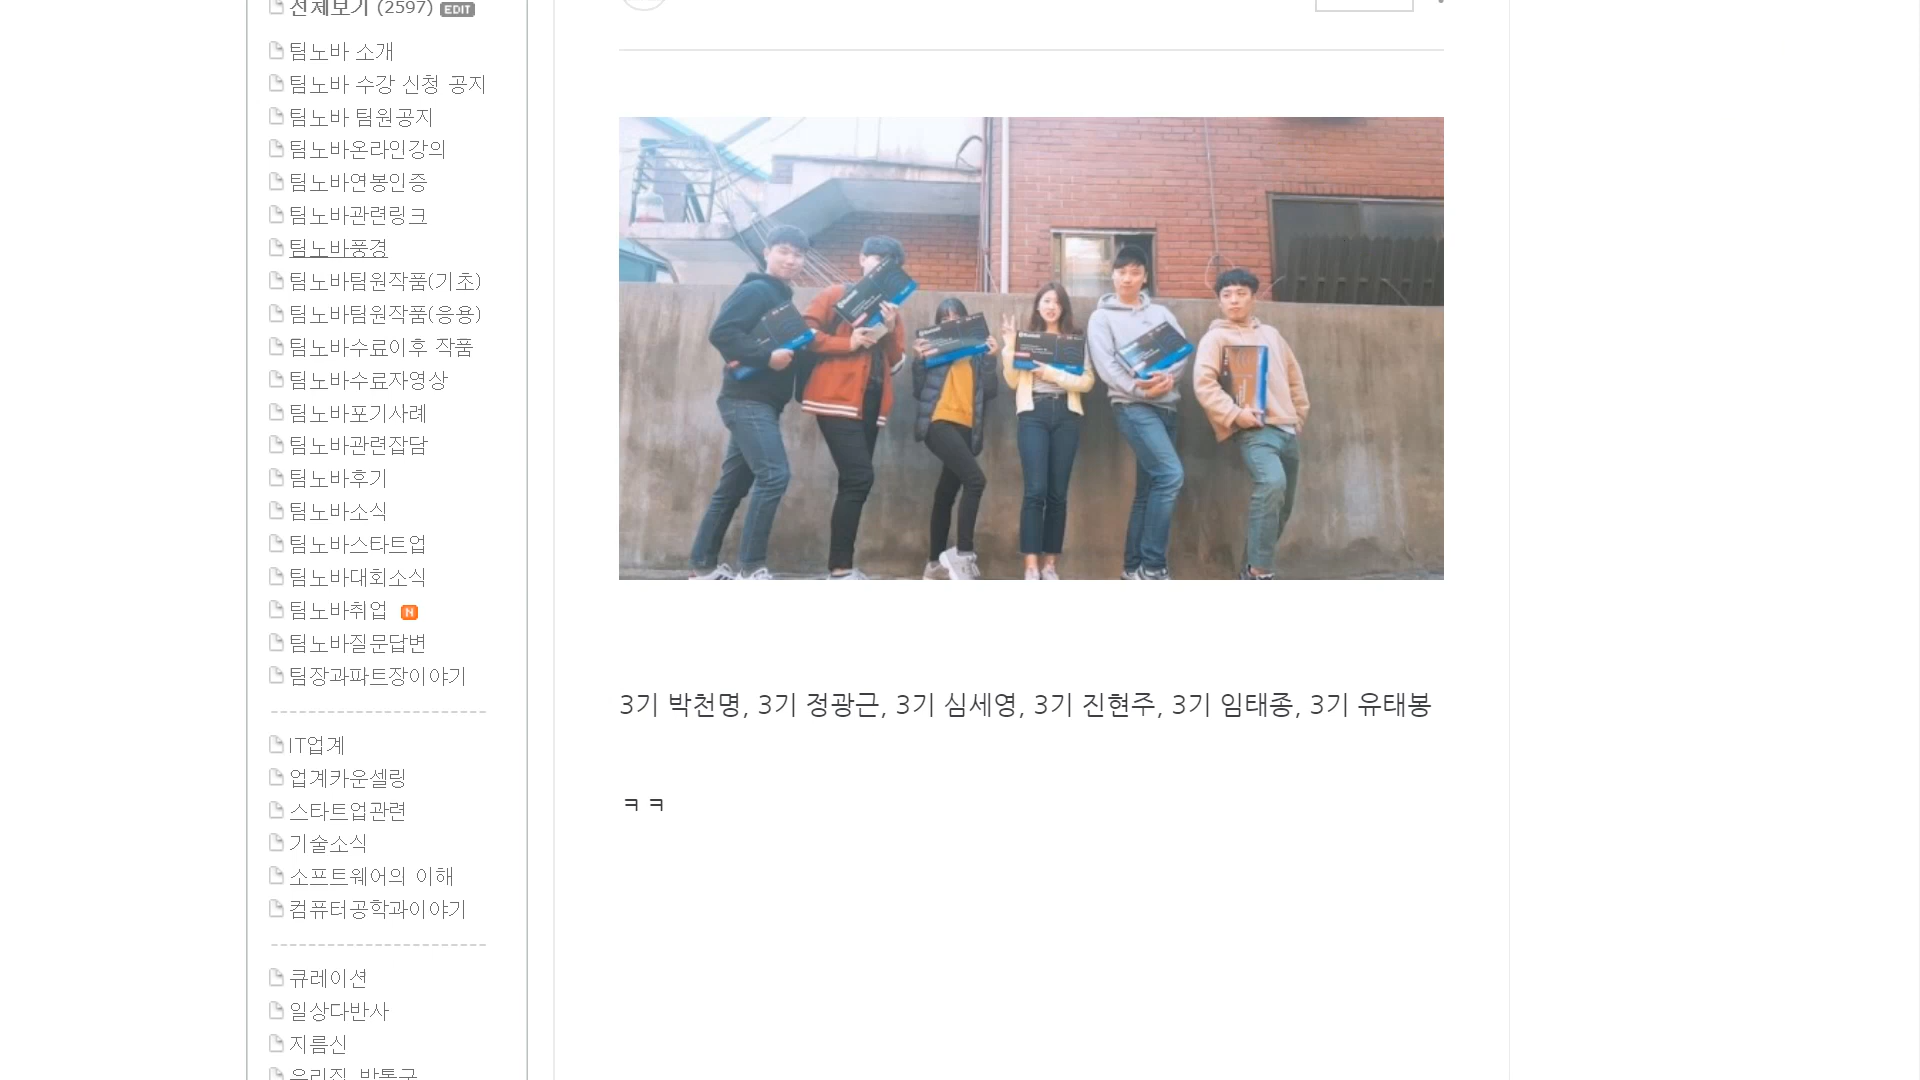 전체보기 (2597) EDIT
팀노바 소개
팀노바 수강 신청 공지
팀노바 팀원공지
팀노바온라인강의
팀노바연봉인증
팀노바관련링크
팀노바풍경
팀노바팀원작품(기초)
팀노바팀원작품(응용)
팀노바수료이후 작품
팀노바수료자영상
팀노바포기사례
팀노바관련잡담
팀노바후기
팀노바소식
팀노바스타트업
팀노바대회소식
팀노바취업 N
팀노바질문답변
팀장과파트장이야기
IT업계
업계카운셀링
스타트업관련
기술소식
소프트웨어의 이해
컴퓨터공학과이야기
큐레이션
일상다반사
지름신
3기 박천명, 3기 정광근, 3기 심세영, 3기 진현주, 3기 임태종, 3기 유태봉
ㅋㅋ